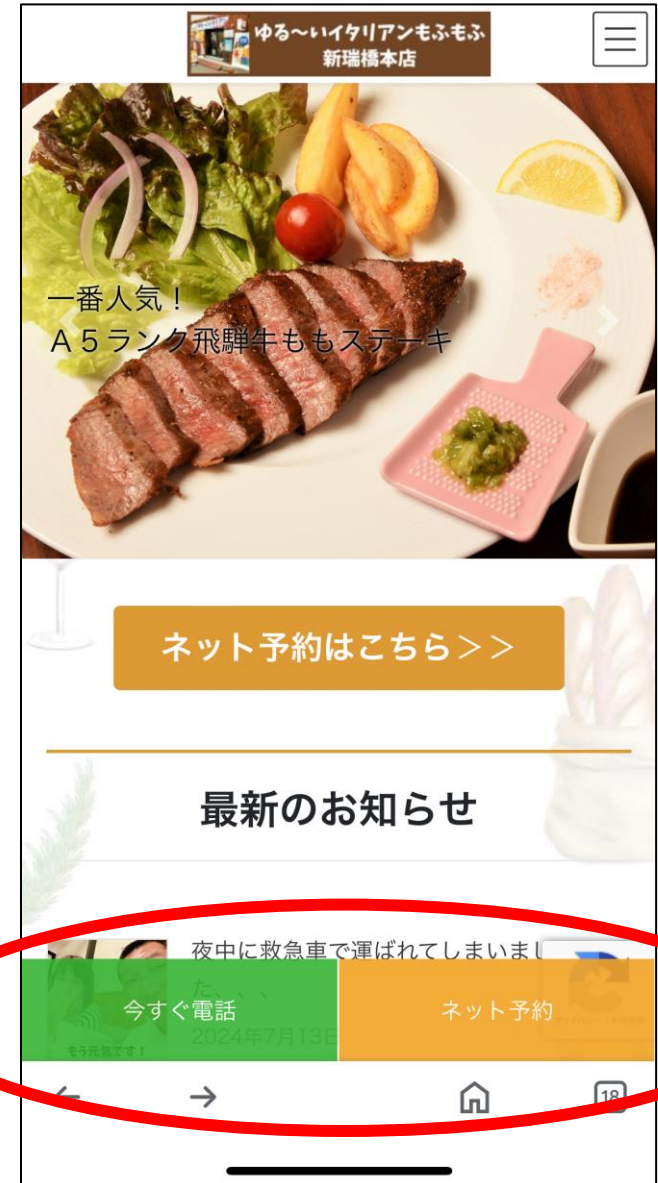 ゆる〜いイタリアンもふもふ
新瑞橋本店
一番人気！
Ａ５ランク飛騨牛ももステーキ
ネット予約はこちら＞＞
最新のお知らせ
夜中に救急車で運ばれてしまいまし
た、、、
2024年7月13日
もう元気です！
今すぐ電話
ネット予約
18